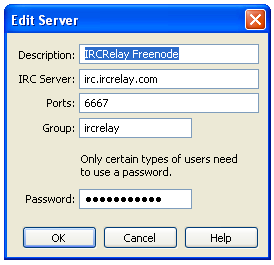 Edit Server
Description: IRCRelay Freenode
IRC Server: irc.ircrelay.com
Ports: 6667
Group: ircrelay
Only certain types of users need
to use a password.
Password: ●●●●●●●●●●●
OK Cancel Help